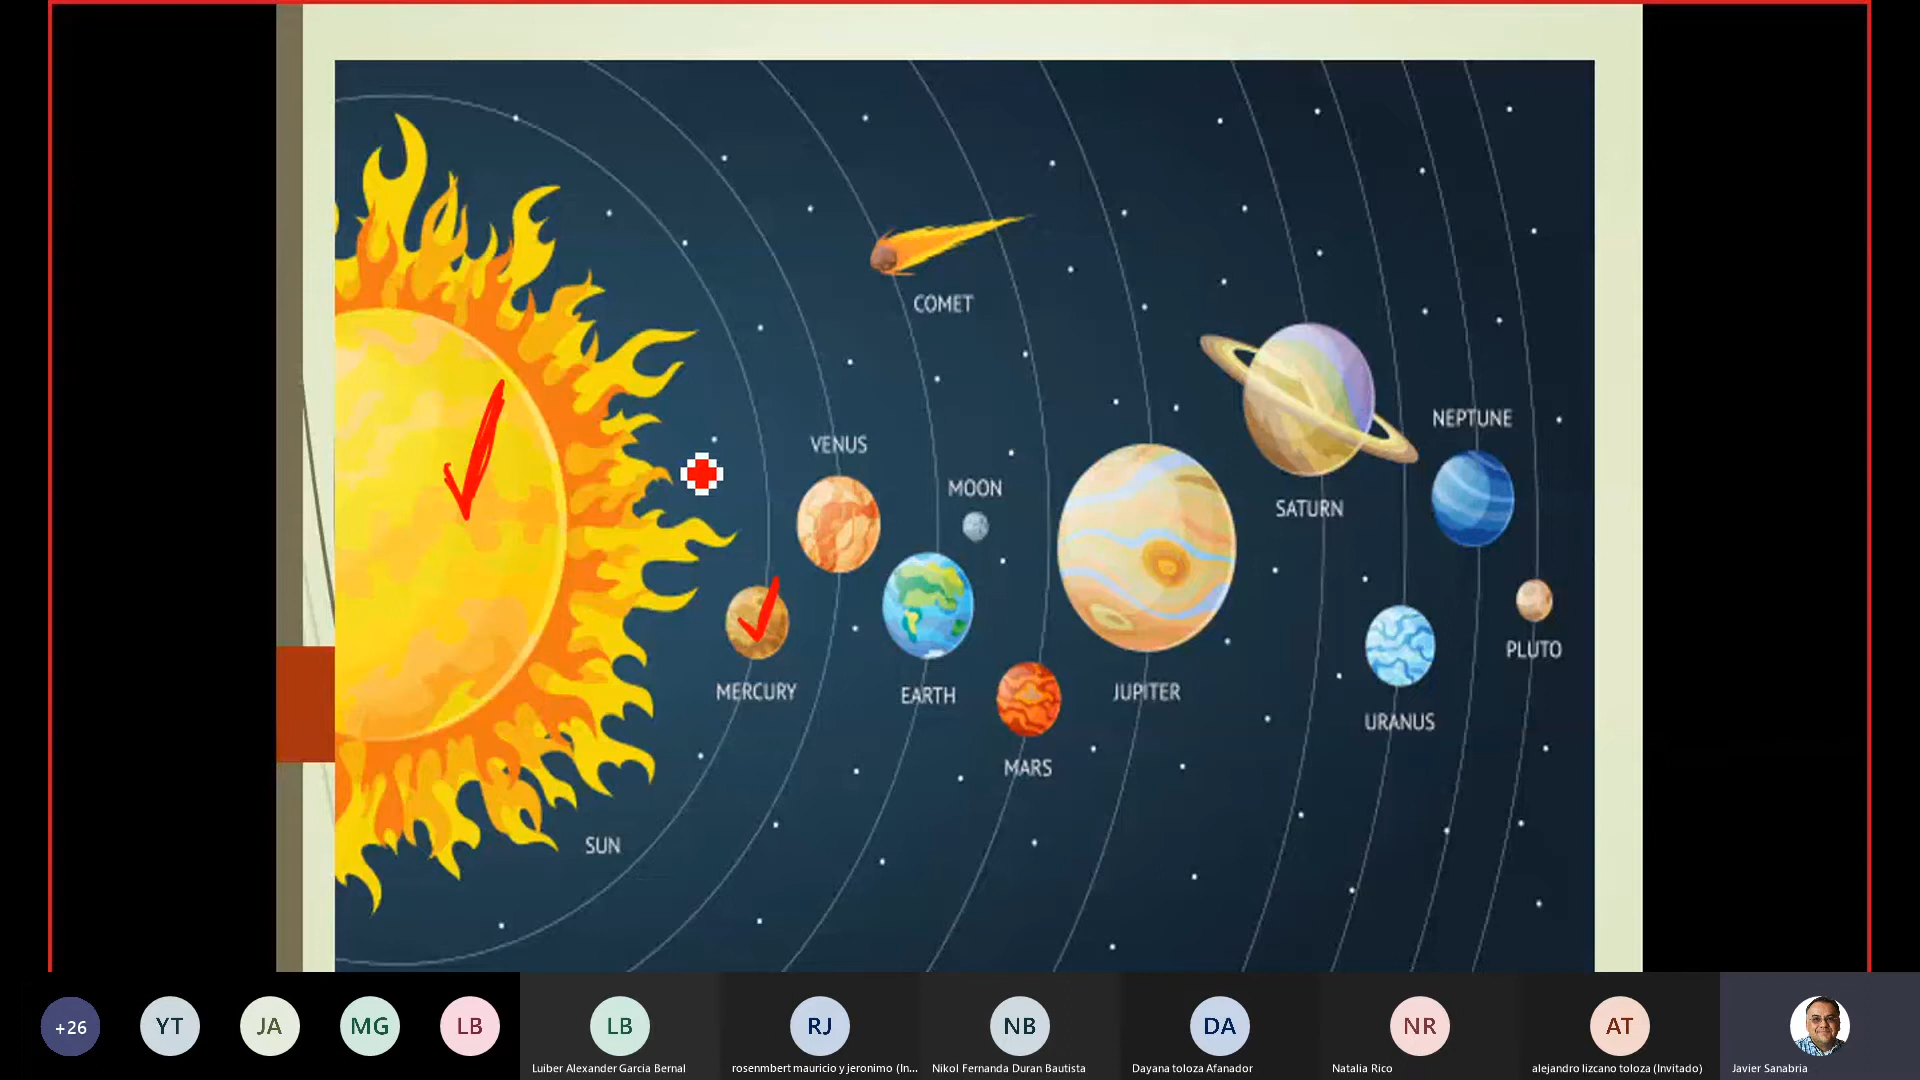 COMET
NEPTUNE
VENUS
MOON
SATURN
PLUTO
MERCURY
EARTH
JUPITER
URANUS
MARS
SUN
+26
YT
JA
MG
LB
LB
RJ
NB
DA
NR
AT
Luiber Alexander Garcia Bernal
rosenmbert mauricio y jeronimo (In...
Nikol Fernanda Duran Bautista
Dayana toloza Afanador
Natalia Rico
alejandro lizcano toloza (Invitado)
Javier Sanabria